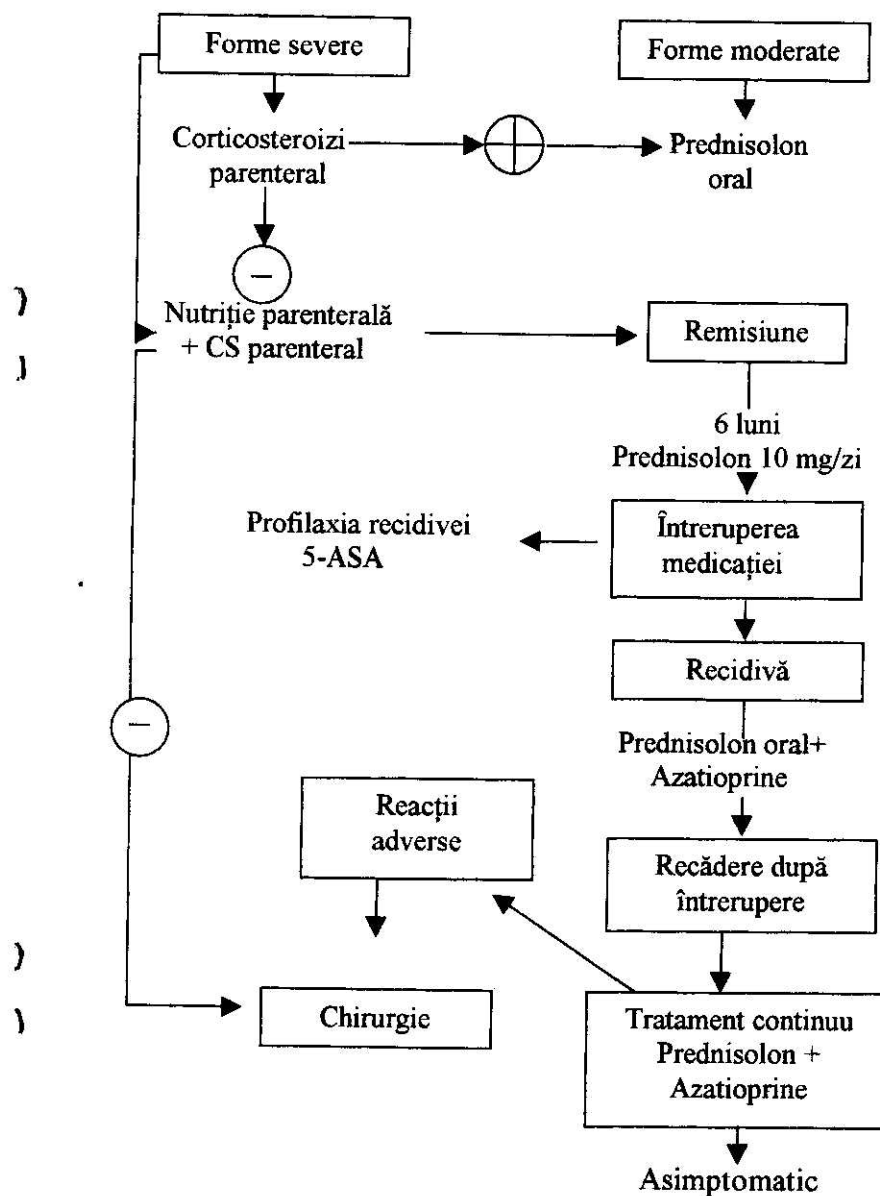 Forme severe
Forme moderate
Corticosteroizi
parenteral
Prednisolon
oral
Nutriție parenterală
+ CS parenteral
Remisiune
6 luni
Prednisolon 10 mg/zi
Profilaxia recidivei
5-ASA
Întreruperea
medicației
Recidivă
Prednisolon oral+
Azatioprine
Reacții
adverse
Recădere după
întrerupere
Chirurgie
Tratament continuu
Prednisolon +
Azatioprine
Asimptomatic